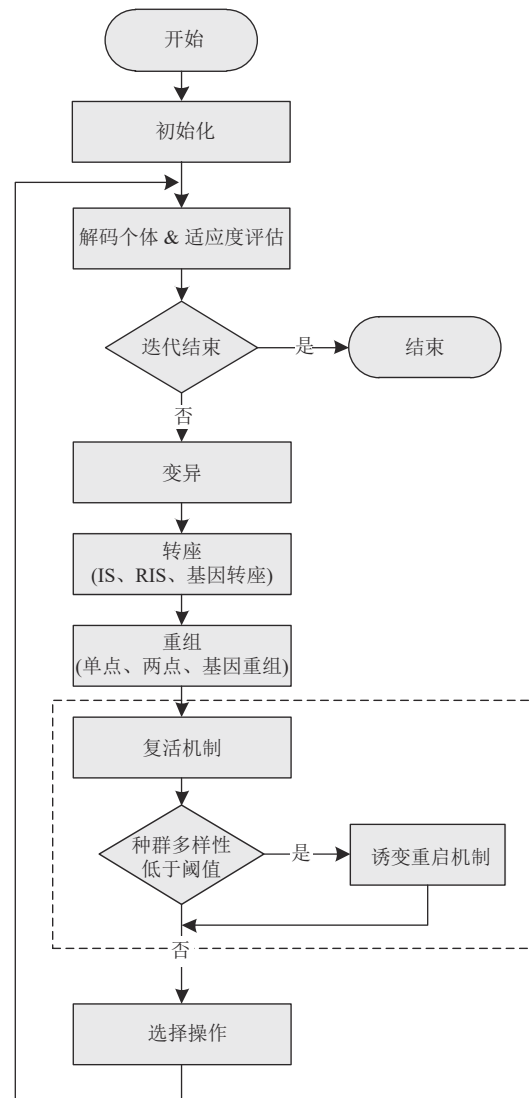 开始
初始化
解码个体 & 适应度评估
迭代结束
是
结束
否
变异
转座
(IS、RIS、基因转座)
重组
(单点、两点、基因重组)
复活机制
种群多样性
低于阈值
是
诱变重启机制
否
选择操作